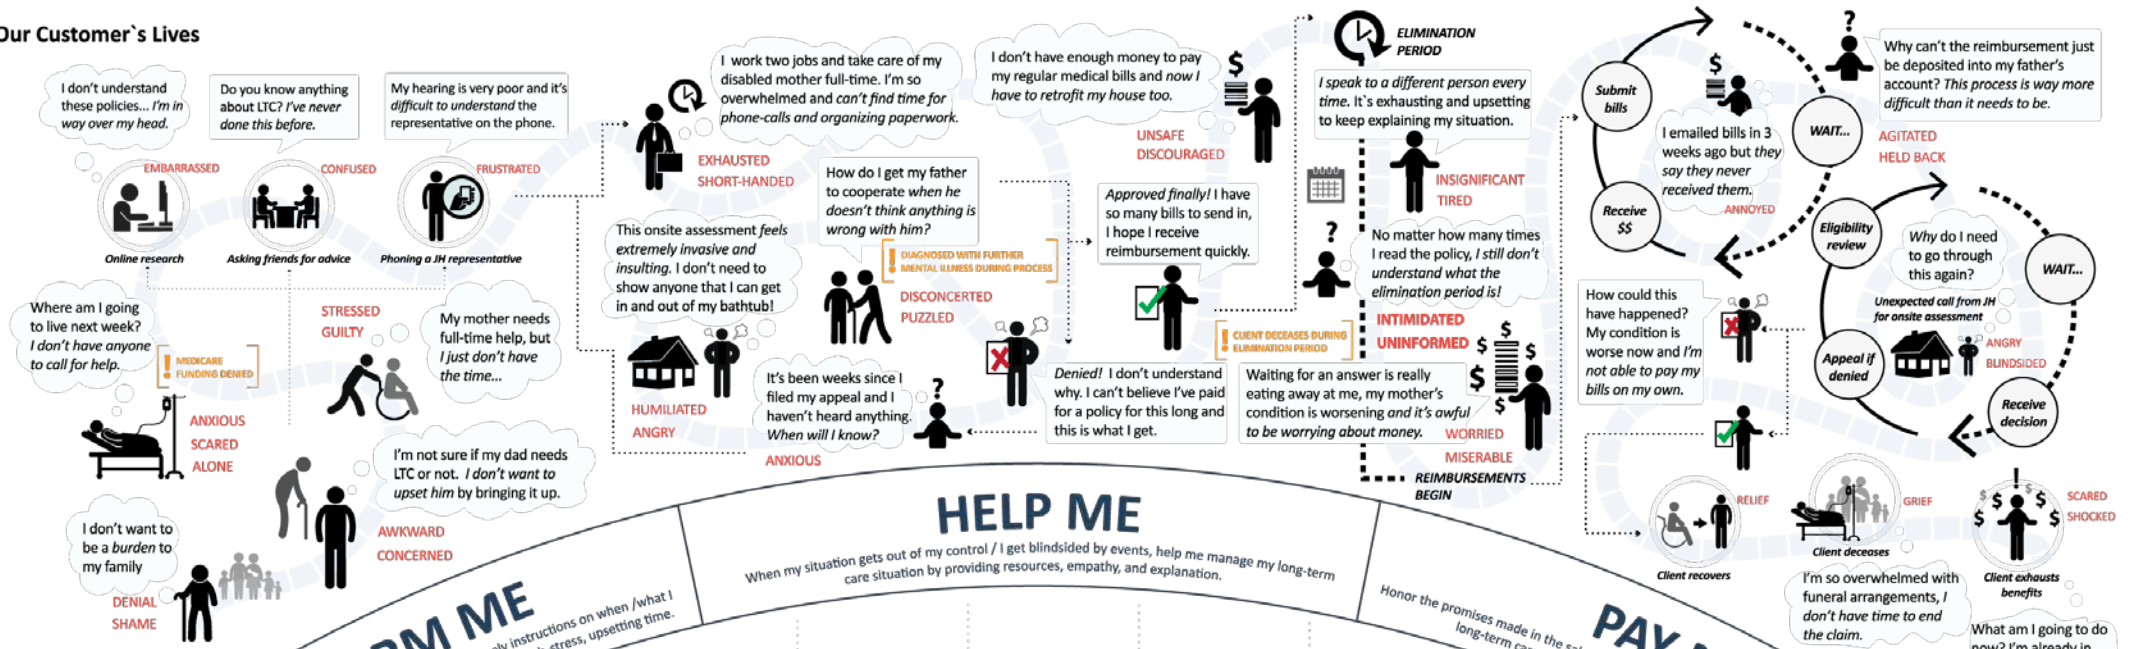 Our Customer`s Lives
I don't understand
these policies... I'm in
way over my head.
EMBARRASSED
Online research
Do you know anything
about LTC? I've never
done this before.
CONFUSED
Asking friends for advice
My hearing is very poor and it's
difficult to understand the
representative on the phone.
FRUSTRATED
Phoning a JH representative
Where am I going
to live next week?
I don't have anyone
to call for help.
! MEDICARE
FUNDING DENIED
ANXIOUS
SCARED
ALONE
STRESSED
GUILTY
My mother needs
full-time help, but
I just don't have
the time...
I'm not sure if my dad needs
LTC or not. I don't want to
upset him by bringing it up.
AWKWARD
CONCERNED
I don't want to
be a burden to
my family
DENIAL
SHAME
I work two jobs and take care of my
disabled mother full-time. I'm so
overwhelmed and can't find time for
phone-calls and organizing paperwork.
EXHAUSTED
SHORT-HANDED
This onsite assessment feels
extremely invasive and
insulting. I don't need to
show anyone that I can get
in and out of my bathtub!
HUMILIATED
ANGRY
How do I get my father
to cooperate when he
doesn't think anything is
wrong with him?
! DIAGNOSED WITH FURTHER
MENTAL ILLNESS DURING PROCESS
DISCONCERTED
PUZZLED
It's been weeks since I
filed my appeal and I
haven't heard anything.
When will I know?
?
ANXIOUS
I don't have enough money to pay
my regular medical bills and now I
have to retrofit my house too.
$
UNSAFE
DISCOURAGED
Approved finally! I have
so many bills to send in,
I hope I receive
reimbursement quickly.
Denied! I don't understand
why. I can't believe I've paid
for a policy for this long and
this is what I get.
! CLIENT DECEASES DURING
ELIMINATION PERIOD
ELIMINATION
PERIOD
I speak to a different person every
time. It`s exhausting and upsetting
to keep explaining my situation.
INSIGNIFICANT
TIRED
?
No matter how many times
I read the policy, I still don't
understand what the
elimination period is!
INTIMIDATED
UNINFORMED
$ $ $ $ $
Waiting for an answer is really
eating away at me, my mother's
condition is worsening and it's awful
to be worrying about money.
WORRIED
MISERABLE
REIMBURSEMENTS
BEGIN
Submit
bills
WAIT...
Receive
$$
$
I emailed bills in 3
weeks ago but they
say they never
received them.
ANNOYED
?
Why can't the reimbursement just
be deposited into my father's
account? This process is way more
difficult than it needs to be.
AGITATED
HELD BACK
Eligibility
review
WAIT...
Appeal if
denied
Receive
decision
Why do I need
to go through
this again?
Unexpected call from JH
for onsite assessment
ANGRY
BLINDSIDED
How could this
have happened?
My condition is
worse now and I'm
not able to pay my
bills on my own.
RELIEF
Client recovers
GRIEF
Client deceases
I'm so overwhelmed with
funeral arrangements, I
don't have time to end
the claim.
!
$ $ $ $ $ $
SCARED
SHOCKED
Client exhausts
benefits
What am I going to do
now? I'm already in
RM ME
ly instructions on when /what I
stress, upsetting time.
HELP ME
When my situation gets out of my control / I get blindsided by events, help me manage my long-term
care situation by providing resources, empathy, and explanation.
PAY
Honor the promises made in the
long-term